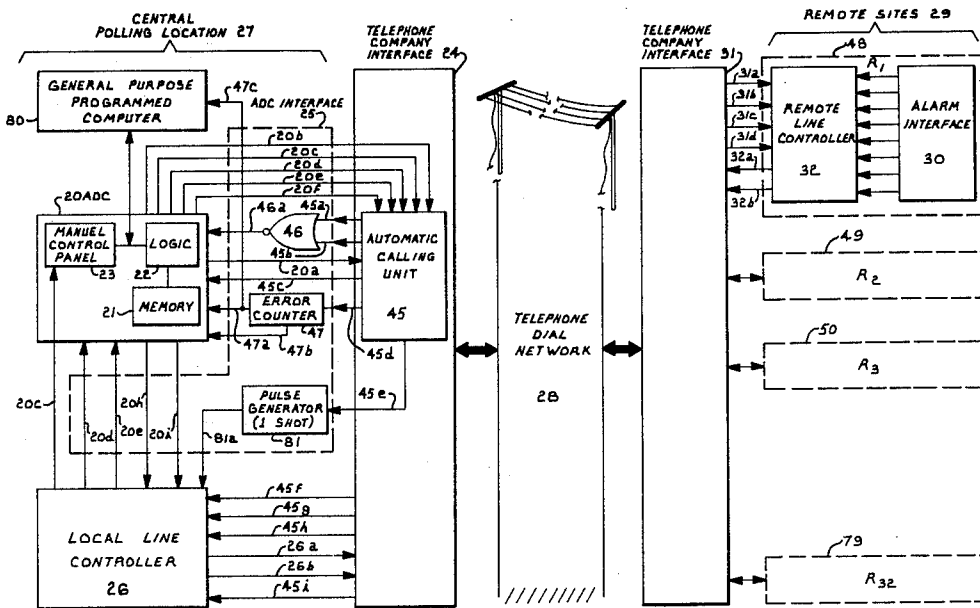 CENTRAL
POLLING LOCATION 27
GENERAL PURPOSE
PROGRAMMED
COMPUTER
80
47c
ADC INTERFACE
25
20b
20c
20d
20e
20f
46a
45a
46
45b
20ADC
MANUEL
CONTROL
PANEL
23
LOGIC
22
MEMORY
21
20a
45c
ERROR
COUNTER
47
47a
47b
45d
AUTOMATIC
CALLING
UNIT
45
45e
PULSE
GENERATOR
(1 SHOT)
81
81a
20c
20d
20e
20h
20i
LOCAL LINE
CONTROLLER
26
45f
45g
45h
26a
26b
45i
TELEPHONE
COMPANY
INTERFACE 24
TELEPHONE
DIAL
NETWORK
28
TELEPHONE
COMPANY
INTERFACE 31
31a
31b
31c
31d
32a
32b
REMOTE SITES 29
48
R1
REMOTE
LINE
CONTROLLER
32
ALARM
INTERFACE
30
49
R2
50
R3
79
R32